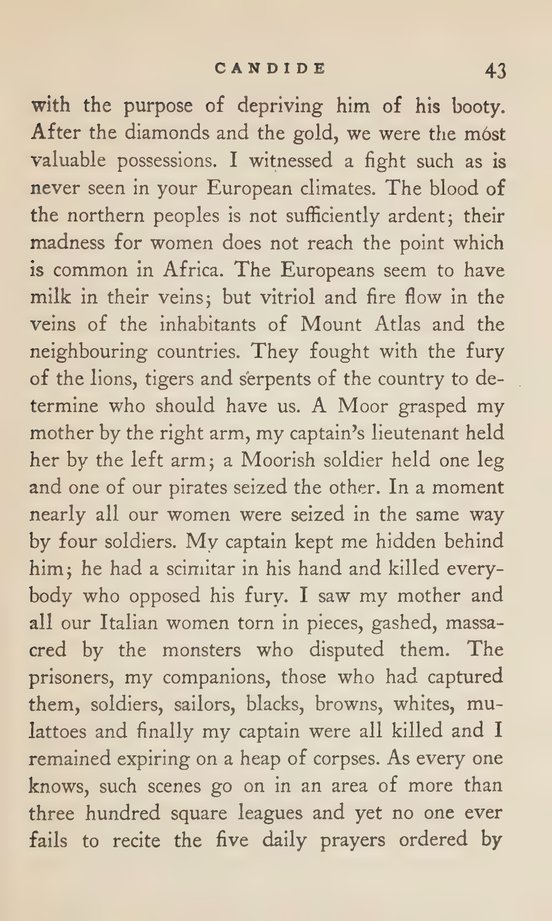 CANDIDE 43
with the purpose of depriving him of his booty.
After the diamonds and the gold, we were the móst
valuable possessions. I witnessed a fight such as is
never seen in your European climates. The blood of
the northern peoples is not sufficiently ardent; their
madness for women does not reach the point which
is common in Africa. The Europeans seem to have
milk in their veins; but vitriol and fire flow in the
veins of the inhabitants of Mount Atlas and the
neighbouring countries. They fought with the fury
of the lions, tigers and serpents of the country to de-
termine who should have us. A Moor grasped my
mother by the right arm, my captain's lieutenant held
her by the left arm; a Moorish soldier held one leg
and one of our pirates seized the other. In a moment
nearly all our women were seized in the same way
by four soldiers. My captain kept me hidden behind
him; he had a scimitar in his hand and killed every-
body who opposed his fury. I saw my mother and
all our Italian women torn in pieces, gashed, massa-
cred by the monsters who disputed them. The
prisoners, my companions, those who had captured
them, soldiers, sailors, blacks, browns, whites, mu-
lattoes and finally my captain were all killed and I
remained expiring on a heap of corpses. As every one
knows, such scenes go on in an area of more than
three hundred square leagues and yet no one ever
fails to recite the five daily prayers ordered by